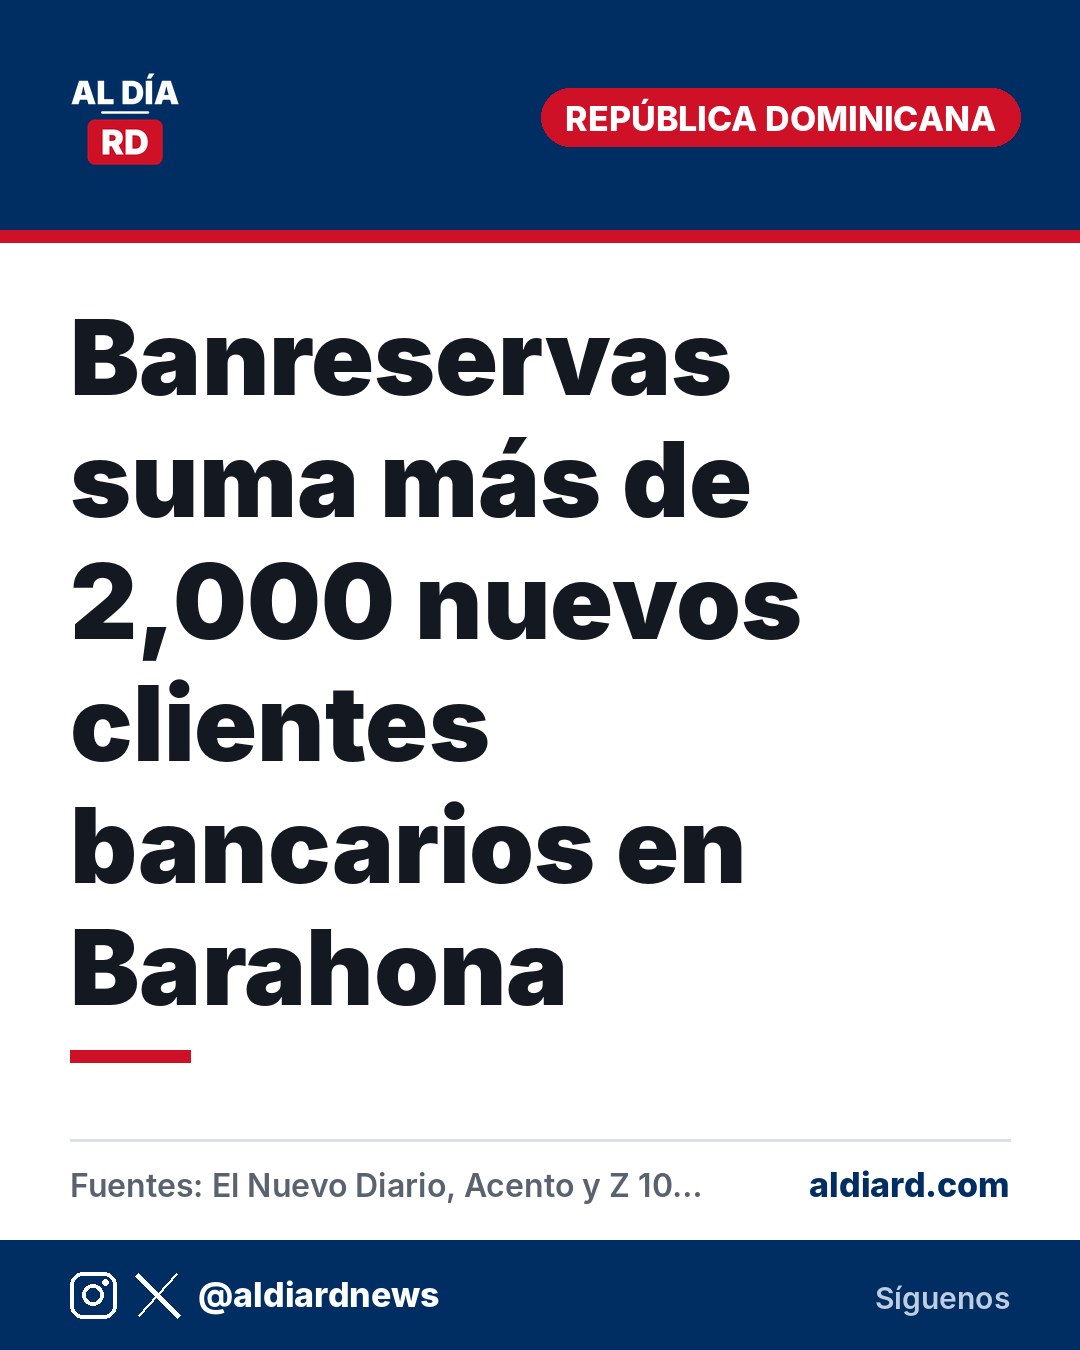 AL DÍA
RD
REPÚBLICA DOMINICANA
Banreservas
suma más de
2,000 nuevos
clientes
bancarios en
Barahona
Fuentes: El Nuevo Diario, Acento y Z 10...
aldiard.com
@aldiardnews
Síguenos